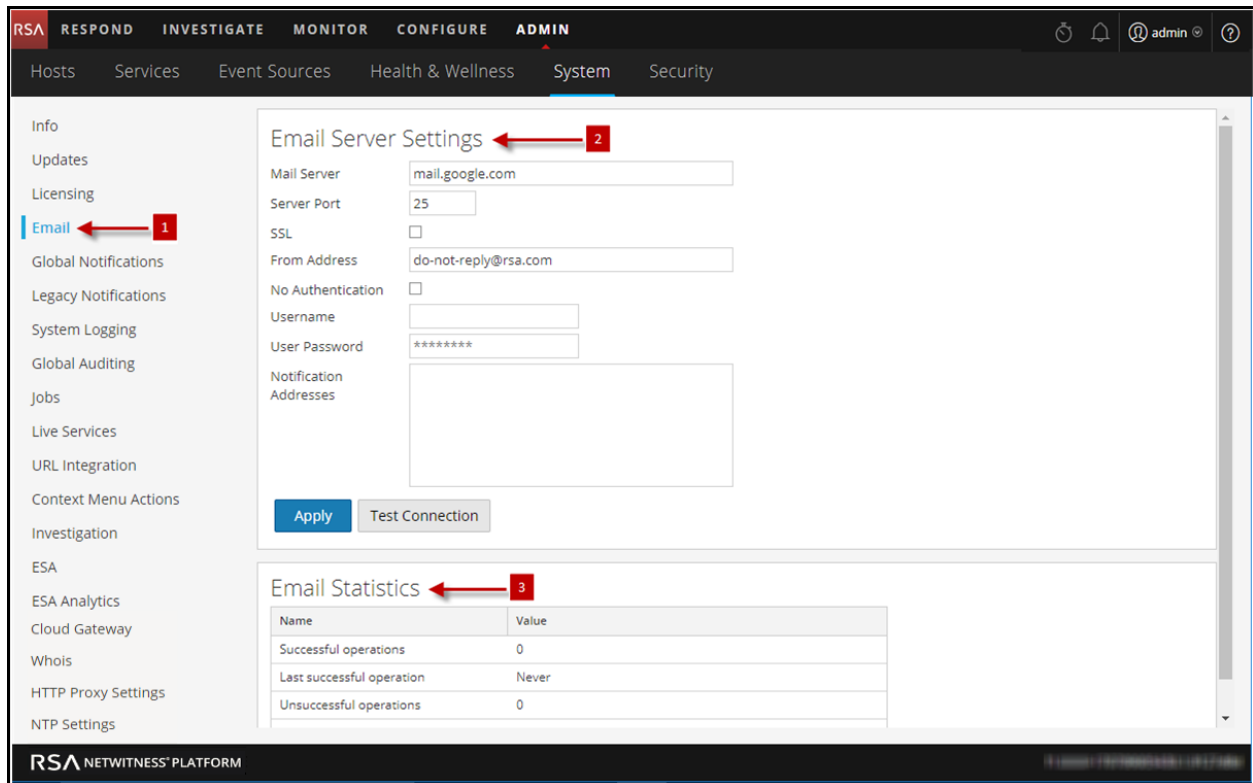 RSA RESPOND INVESTIGATE MONITOR CONFIGURE ADMIN admin ?
Hosts Services Event Sources Health & Wellness System Security
Info
Updates
Licensing
Email 1
Global Notifications
Legacy Notifications
System Logging
Global Auditing
Jobs
Live Services
URL Integration
Context Menu Actions
Investigation
ESA
ESA Analytics
Cloud Gateway
Whois
HTTP Proxy Settings
NTP Settings
Email Server Settings 2
Mail Server mail.google.com
Server Port 25
SSL
From Address do-not-reply@rsa.com
No Authentication
Username
User Password ********
Notification
Addresses
Apply Test Connection
Email Statistics 3
Name Value
Successful operations 0
Last successful operation Never
Unsuccessful operations 0
RSA NETWITNESS® PLATFORM